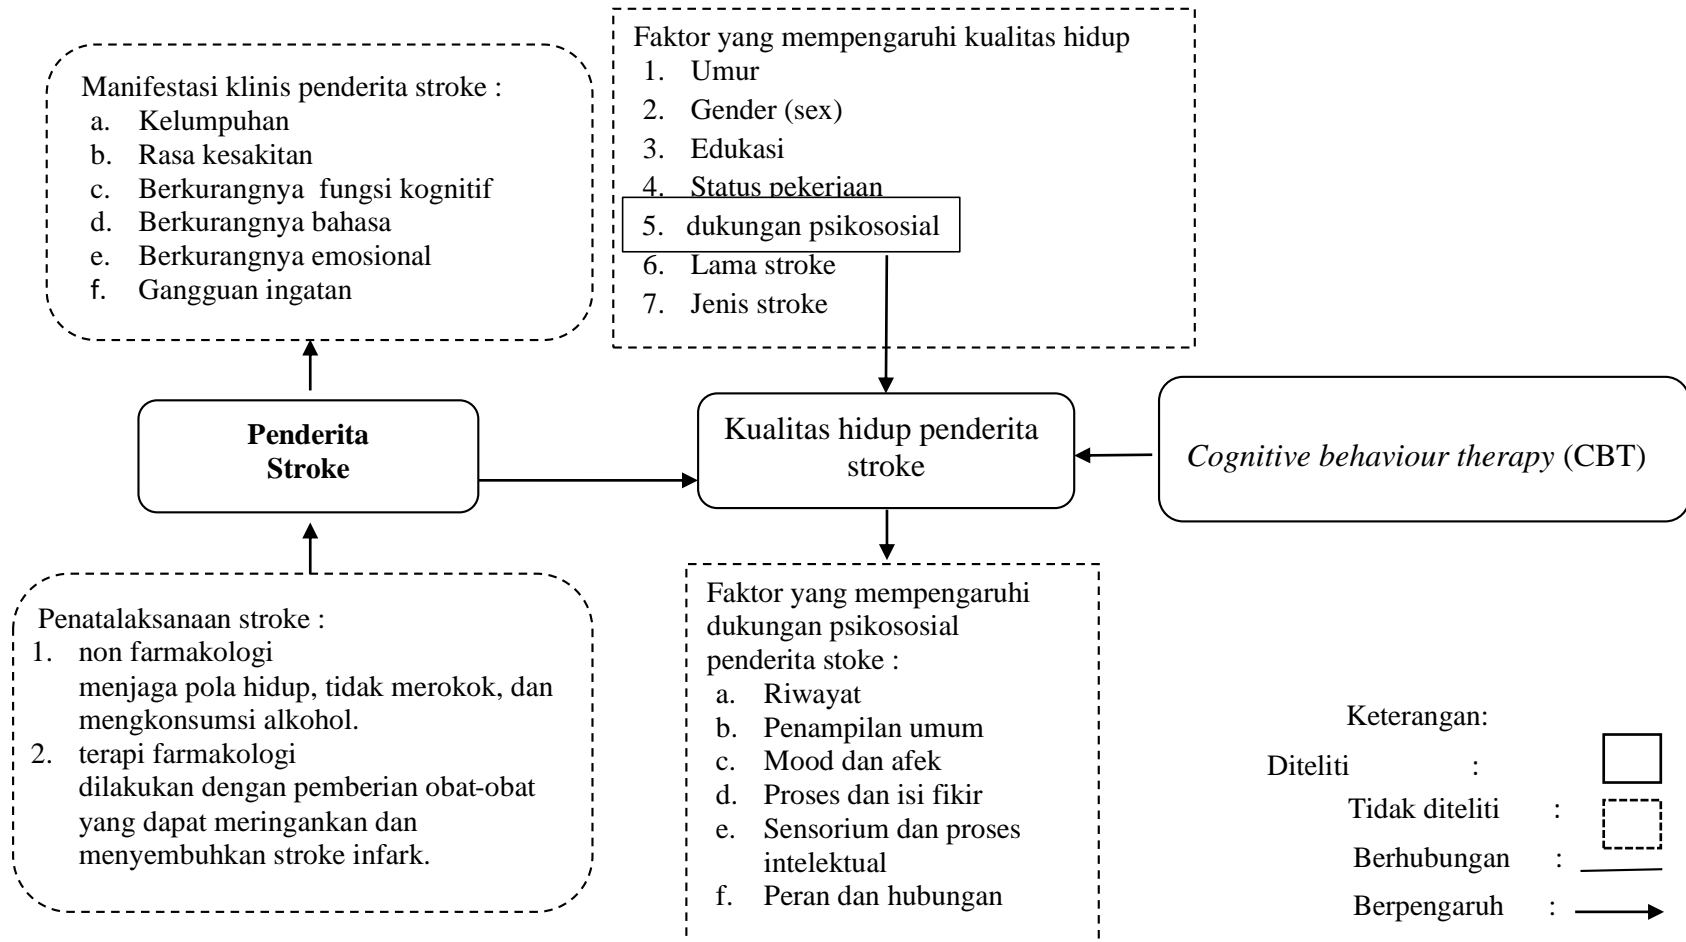 Manifestasi klinis penderita stroke :
a. Kelumpuhan
b. Rasa kesakitan
c. Berkurangnya fungsi kognitif
d. Berkurangnya bahasa
e. Berkurangnya emosional
f. Gangguan ingatan
Faktor yang mempengaruhi kualitas hidup
1. Umur
2. Gender (sex)
3. Edukasi
4. Status pekerjaan
5. dukungan psikososial
6. Lama stroke
7. Jenis stroke
Penderita
Stroke
Kualitas hidup penderita
stroke
Cognitive behaviour therapy (CBT)
Penatalaksanaan stroke :
1. non farmakologi
menjaga pola hidup, tidak merokok, dan
mengkonsumsi alkohol.
2. terapi farmakologi
dilakukan dengan pemberian obat-obat
yang dapat meringankan dan
menyembuhkan stroke infark.
Faktor yang mempengaruhi
dukungan psikososial
penderita stoke :
a. Riwayat
b. Penampilan umum
c. Mood dan afek
d. Proses dan isi fikir
e. Sensorium dan proses
intelektual
f. Peran dan hubungan
Keterangan:
Diteliti :
Tidak diteliti :
Berhubungan :
Berpengaruh :